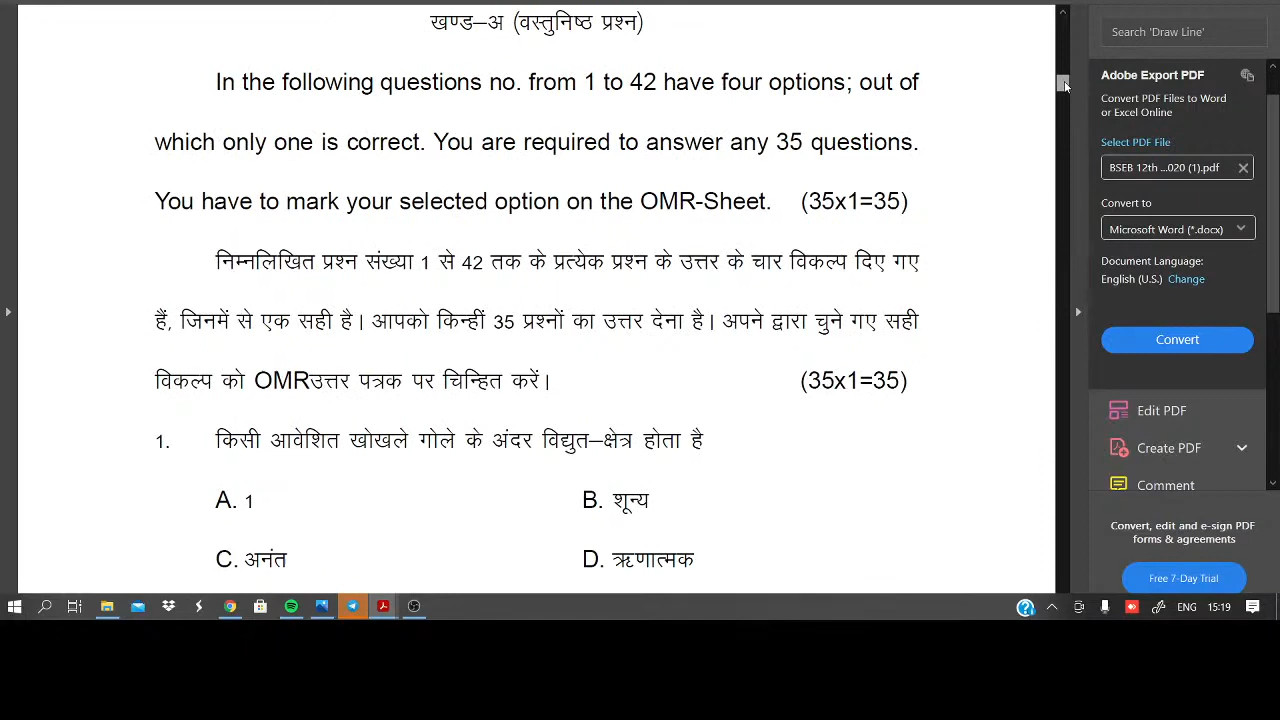 खण्ड–अ (वस्तुनिष्ठ प्रश्न)
In the following questions no. from 1 to 42 have four options; out of
which only one is correct. You are required to answer any 35 questions.
You have to mark your selected option on the OMR-Sheet. (35x1=35)
निम्नलिखित प्रश्न संख्या 1 से 42 तक के प्रत्येक प्रश्न के उत्तर के चार विकल्प दिए गए
हैं, जिनमें से एक सही है। आपको किन्हीं 35 प्रश्नों का उत्तर देना है। अपने द्वारा चुने गए सही
विकल्प को OMRउत्तर पत्रक पर चिन्हित करें। (35x1=35)
1. किसी आवेशित खोखले गोले के अंदर विद्युत–क्षेत्र होता है
A. 1 B. शून्य
C. अनंत D. ऋणात्मक
Search 'Draw Line'
Adobe Export PDF
Convert PDF Files to Word
or Excel Online
Select PDF File
BSEB 12th ...020 (1).pdf
Convert to
Microsoft Word (*.docx)
Document Language:
English (U.S.) Change
Convert
Edit PDF
Create PDF
Comment
Convert, edit and e-sign PDF
forms & agreements
Free 7-Day Trial
ENG 15:19